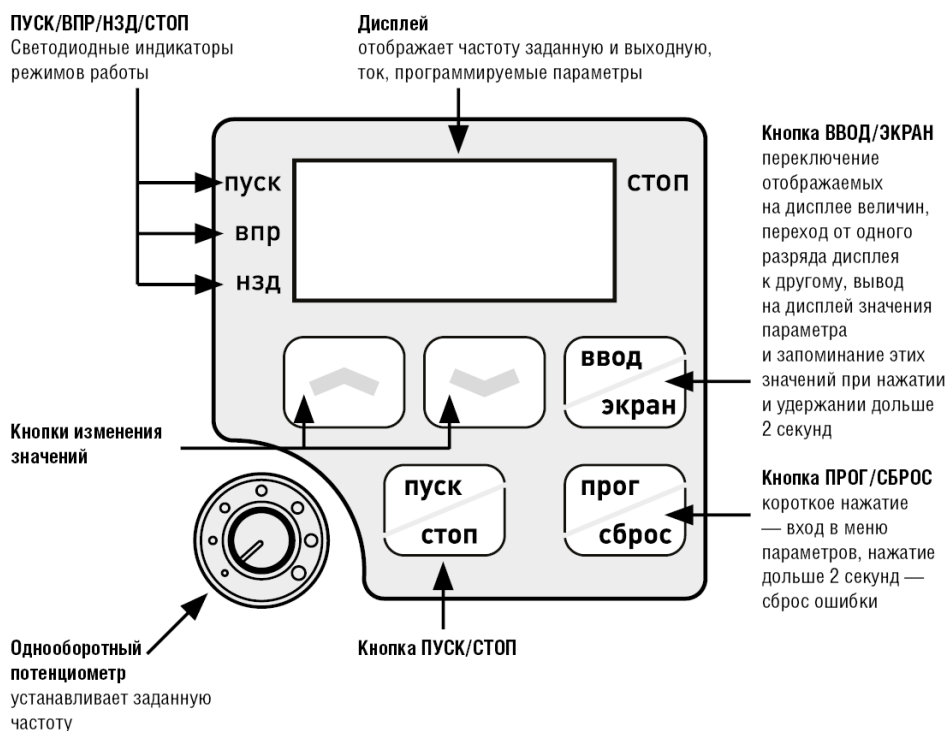 ПУСК/ВПР/НЗД/СТОП
Светодиодные индикаторы
режимов работы
Дисплей
отображает частоту заданную и выходную,
ток, программируемые параметры
пуск
впр
нзд
стоп
Кнопка ВВОД/ЭКРАН
переключение
отображаемых
на дисплее величин,
переход от одного
разряда дисплея
к другому, вывод
на дисплей значения
параметра
и запоминание этих
значений при нажатии
и удержании дольше
2 секунд
ввод
экран
Кнопки изменения
значений
пуск
стоп
прог
сброс
Кнопка ПРОГ/СБРОС
короткое нажатие
— вход в меню
параметров, нажатие
дольше 2 секунд —
сброс ошибки
Однооборотный
потенциометр
устанавливает заданную
частоту
Кнопка ПУСК/СТОП